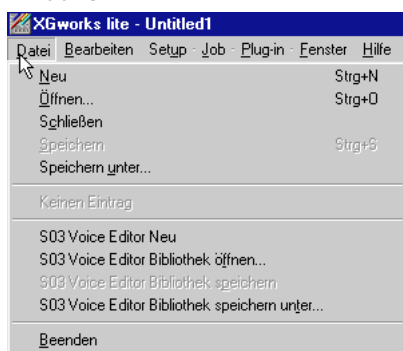 XGworks lite - Untitled1
Datei Bearbeiten Setup Job Plug-in Fenster Hilfe
Neu Strg+N
Öffnen... Strg+O
Schließen
Speichern Strg+S
Speichern unter...
Keinen Eintrag
S03 Voice Editor Neu
S03 Voice Editor Bibliothek öffnen...
S03 Voice Editor Bibliothek speichern
S03 Voice Editor Bibliothek speichern unter...
Beenden